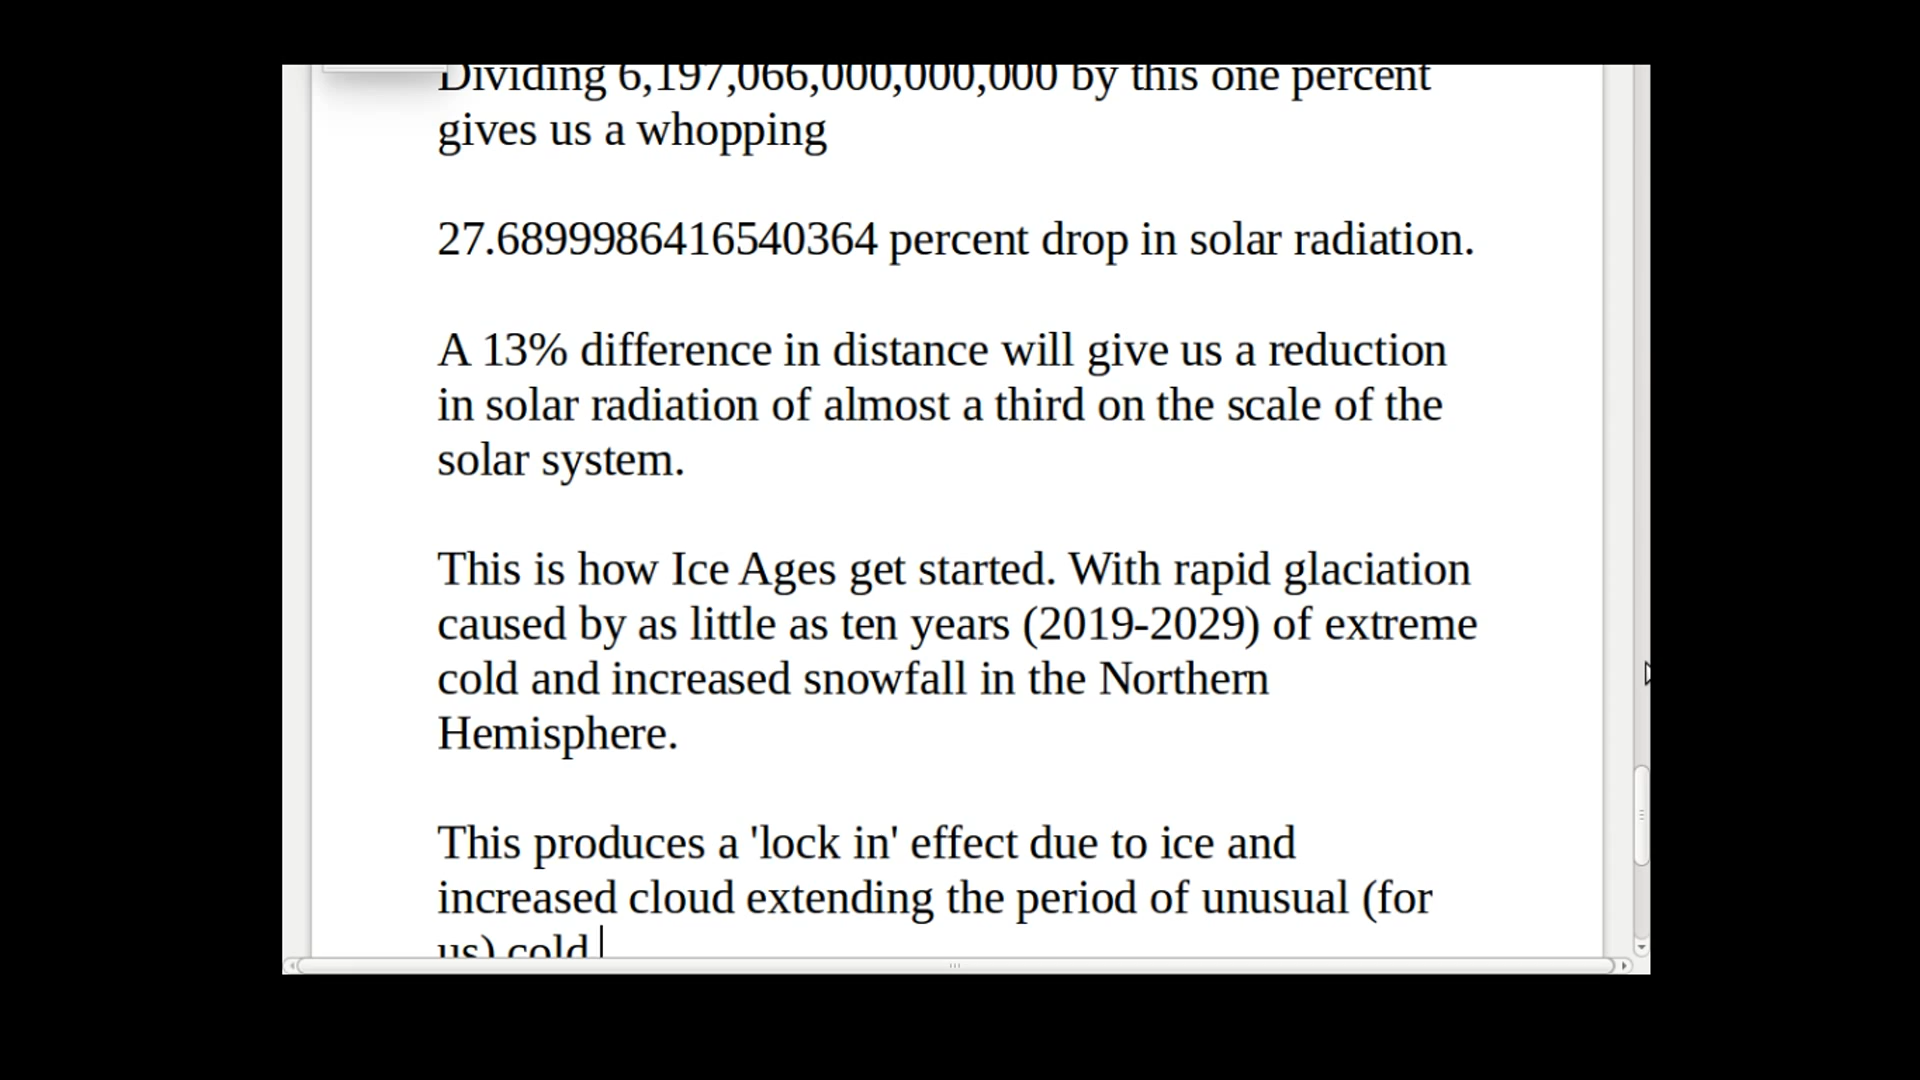 Dividing 6,197,066,000,000,000 by this one percent
gives us a whopping
27.6899986416540364 percent drop in solar radiation.
A 13% difference in distance will give us a reduction
in solar radiation of almost a third on the scale of the
solar system.
This is how Ice Ages get started. With rapid glaciation
caused by as little as ten years (2019-2029) of extreme
cold and increased snowfall in the Northern
Hemisphere.
This produces a 'lock in' effect due to ice and
increased cloud extending the period of unusual (for
us) cold